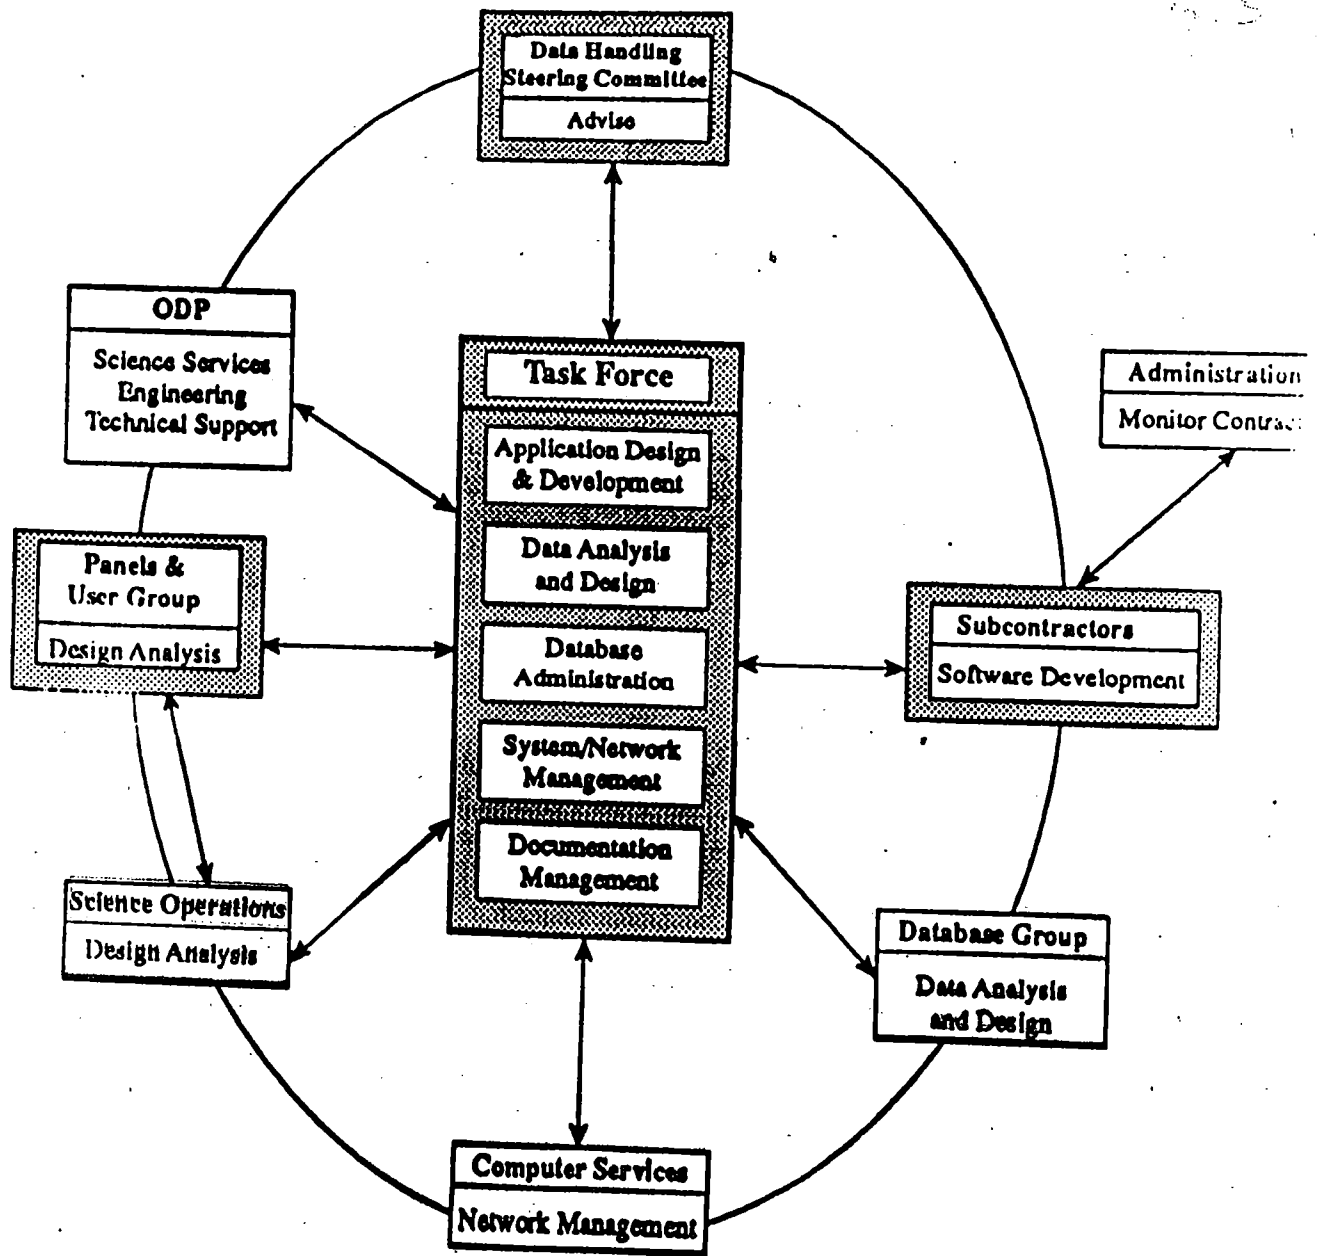 Data Handling
Steering Committee
Advise
ODP
Science Services
Engineering
Technical Support
Task Force
Application Design
& Development
Data Analysis
and Design
Database
Administration
System/Network
Management
Documentation
Management
Administration
Monitor
Panels &
User Group
Design Analysis
Subcontractors
Software Development
Science Operations
Design Analysis
Database Group
Data Analysis
and Design
Computer Services
Network Management